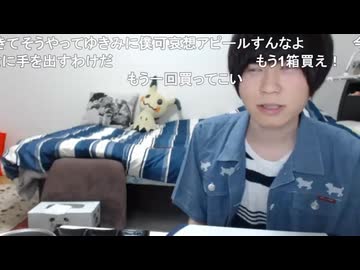 きてそうやってゆきみに僕可哀想アピールすんなよ
に手を出すわけだ
もう1箱買え！
もう一回買ってこい